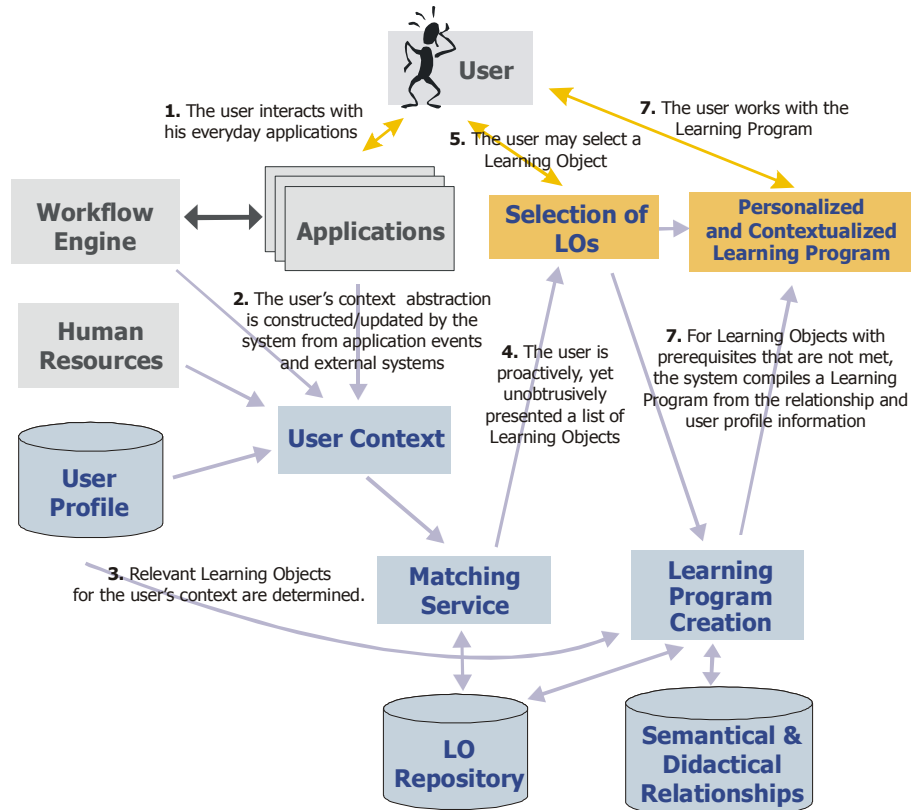 User
1. The user interacts with
his everyday applications
7. The user works with the
Learning Program
5. The user may select a
Learning Object
Workflow
Engine
Applications
Selection of
LOs
Personalized
and Contextualized
Learning Program
2. The user’s context abstraction
is constructed/updated by the
system from application events
and external systems
Human
Resources
4. The user is
proactively, yet
unobtrusively
presented a list of
Learning Objects
7. For Learning Objects with
prerequisites that are not met,
the system compiles a Learning
Program from the relationship and
user profile information
User Context
User
Profile
3. Relevant Learning Objects
for the user’s context are determined.
Matching
Service
Learning
Program
Creation
LO
Repository
Semantical &
Didactical
Relationships